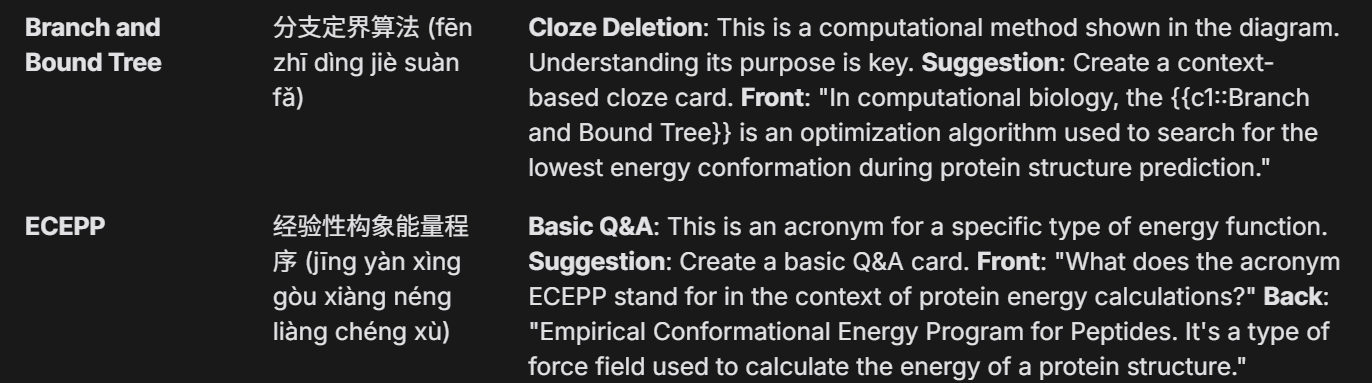 Branch and
Bound Tree
分支定界算法 (fēn
zhī dìng jiè suàn
fǎ)
Cloze Deletion: This is a computational method shown in the diagram.
Understanding its purpose is key. Suggestion: Create a context-
based cloze card. Front: "In computational biology, the {{c1::Branch
and Bound Tree}} is an optimization algorithm used to search for the
lowest energy conformation during protein structure prediction."
ECEPP
经验性构象能量程
序 (jīng yàn xìng
gòu xiàng néng
liàng chéng xù)
Basic Q&A: This is an acronym for a specific type of energy function.
Suggestion: Create a basic Q&A card. Front: "What does the acronym
ECEPP stand for in the context of protein energy calculations?" Back:
"Empirical Conformational Energy Program for Peptides. It's a type of
force field used to calculate the energy of a protein structure."